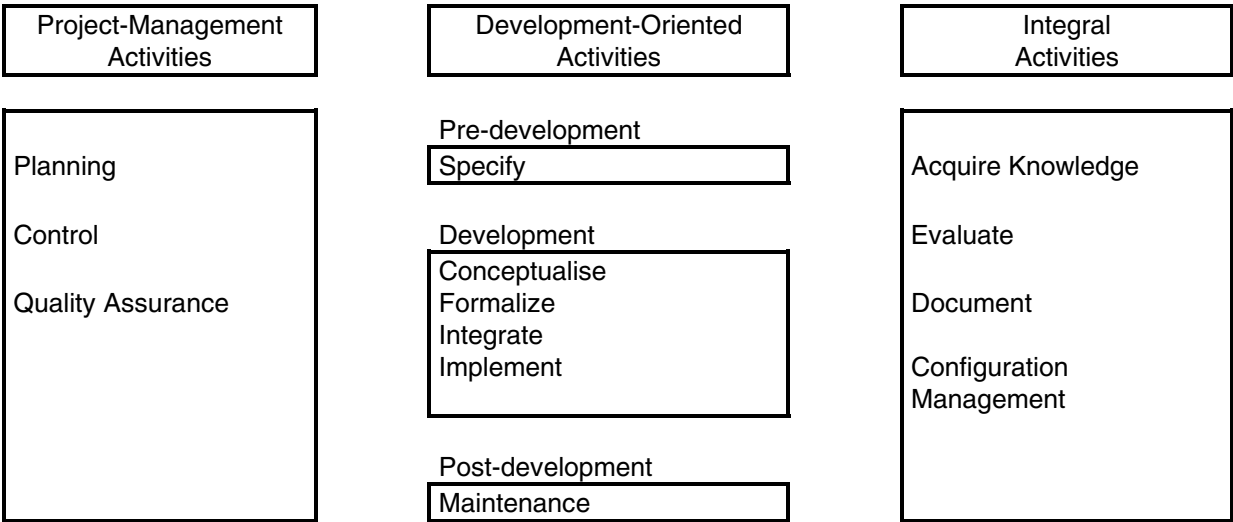 Project-Management
Activities
Development-Oriented
Activities
Integral
Activities
Planning
Control
Quality Assurance
Pre-development
Specify
Development
Conceptualise
Formalize
Integrate
Implement
Post-development
Maintenance
Acquire Knowledge
Evaluate
Document
Configuration
Management